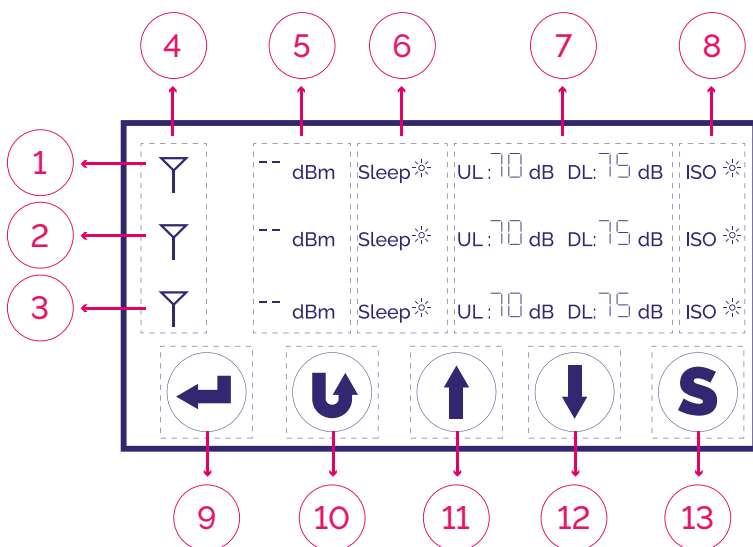 4 5 6 7 8
1 -- dBm Sleep UL: 70 dB DL: 75 dB ISO
2 -- dBm Sleep UL: 70 dB DL: 75 dB ISO
3 -- dBm Sleep UL: 70 dB DL: 75 dB ISO
S
9 10 11 12 13